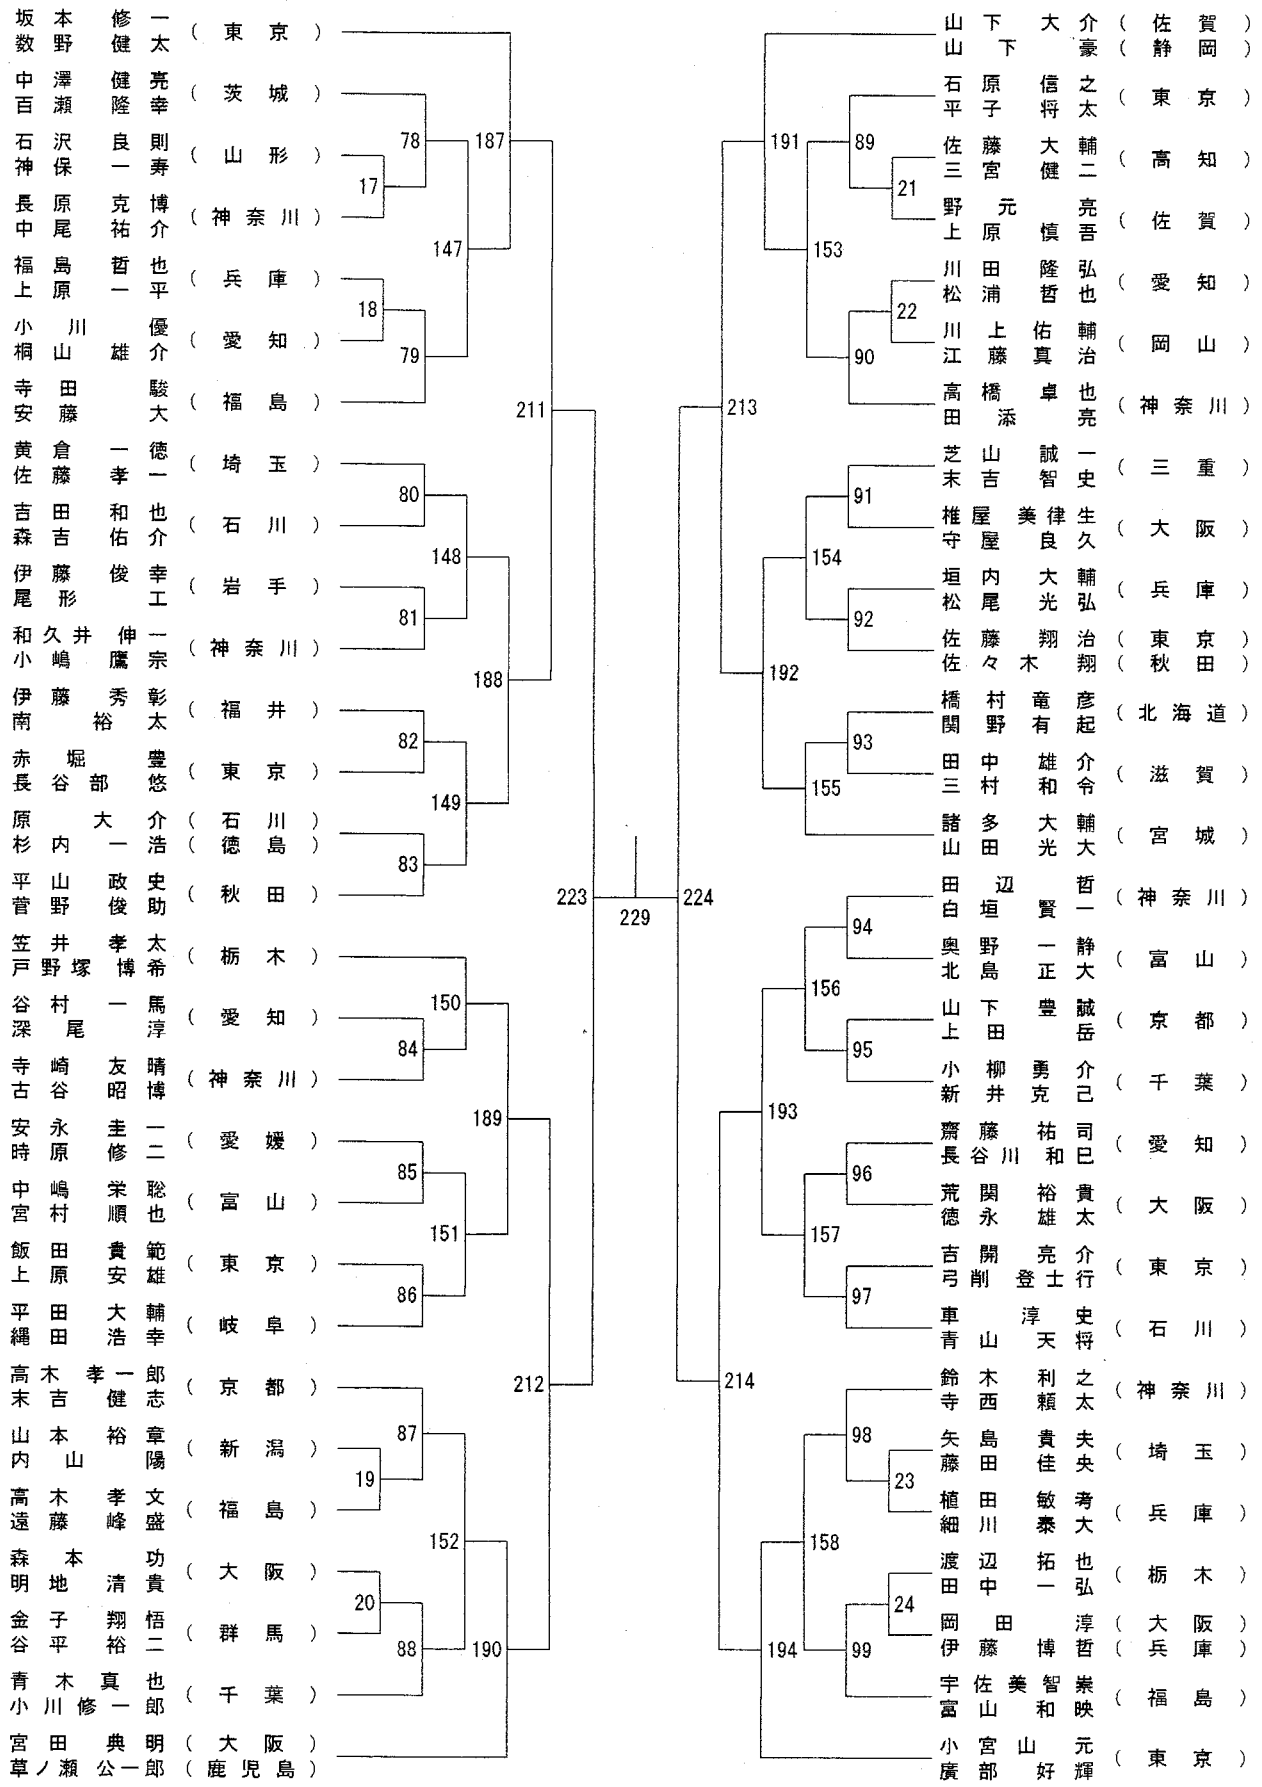 坂本 修一 (東京)
数野 健太
中澤 健亮 (茨城)
百瀬 隆幸
石沢 良則 (山形)
神保 一寿
長原 克博 (神奈川)
中尾 祐介
福島 哲也 (兵庫)
上原 一平
小川 優 (愛知)
桐山 雄介
寺田 駿 (福島)
安藤 大
黄倉 一徳 (埼玉)
佐藤 孝一
吉田 和也 (石川)
森吉 佑介
伊藤 俊幸 (岩手)
尾形 工
和久井 伸一 (神奈川)
小嶋 鷹宗
伊藤 秀彰 (福井)
南 裕太
赤堀 豊 (東京)
長谷部 悠
原 大介 (石川)
杉内 一浩 (徳島)
平山 政史 (秋田)
菅野 俊助
笠井 孝太 (栃木)
戸野塚 博希
谷村 一馬 (愛知)
深尾 淳
寺崎 友晴 (神奈川)
古谷 昭博
安永 圭一 (愛媛)
時原 修二
中嶋 栄聡 (富山)
宮村 順也
飯田 貴範 (東京)
上原 安雄
平田 大輔 (岐阜)
縄田 浩幸
高木 孝一郎 (京都)
末吉 健志
山本 裕章 (新潟)
内山 陽
高木 孝文 (福島)
遠藤 峰盛
森本 功 (大阪)
明地 清貴
金子 翔悟 (群馬)
谷平 裕二
青木 真也 (千葉)
小川 修一郎
宮田 典明 (大阪)
草ノ瀬 公一郎 (鹿児島)
17
18
19
20
78
79
80
81
82
83
84
85
86
87
88
147
148
149
150
151
152
187
188
189
190
211
212
223
229
224
213
214
191
192
193
194
153
154
155
156
157
158
89
90
91
92
93
94
95
96
97
98
99
21
22
23
24
山下 大介 (佐賀)
山下 豪 (静岡)
石原 信之 (東京)
平子 将太
佐藤 大輔 (高知)
三宮 健二
野元 亮 (佐賀)
上原 慎吾
川田 隆弘 (愛知)
松浦 哲也
川上 佑輔 (岡山)
江藤 真治
高橋 卓也 (神奈川)
田添 亮
芝山 誠一 (三重)
末吉 智史
椎屋 美律生 (大阪)
守屋 良久
垣内 大輔 (兵庫)
松尾 光弘
佐藤 翔治 (東京)
佐々木 翔 (秋田)
橋村 竜彦 (北海道)
関野 有起
田中 雄介 (滋賀)
三村 和令
諸多 大輔 (宮城)
山田 光大
田辺 哲 (神奈川)
白垣 賢一
奥野 一静 (富山)
北島 正大
山下 豊誠 (京都)
上田 岳
小柳 勇介 (千葉)
新井 克己
齋藤 祐司 (愛知)
長谷川 和巳
荒関 裕貴 (大阪)
徳永 雄太
吉開 亮介 (東京)
弓削 登士行
車 淳史 (石川)
青山 天将
鈴木 利之 (神奈川)
寺西 頼太
矢島 貴夫 (埼玉)
藤田 佳央
植田 敏考 (兵庫)
細川 泰大
渡辺 拓也 (栃木)
田中 一弘
岡田 淳 (大阪)
伊藤 博哲 (兵庫)
宇佐美 智崇 (福島)
富山 和映
小宮山 元 (東京)
廣部 好輝